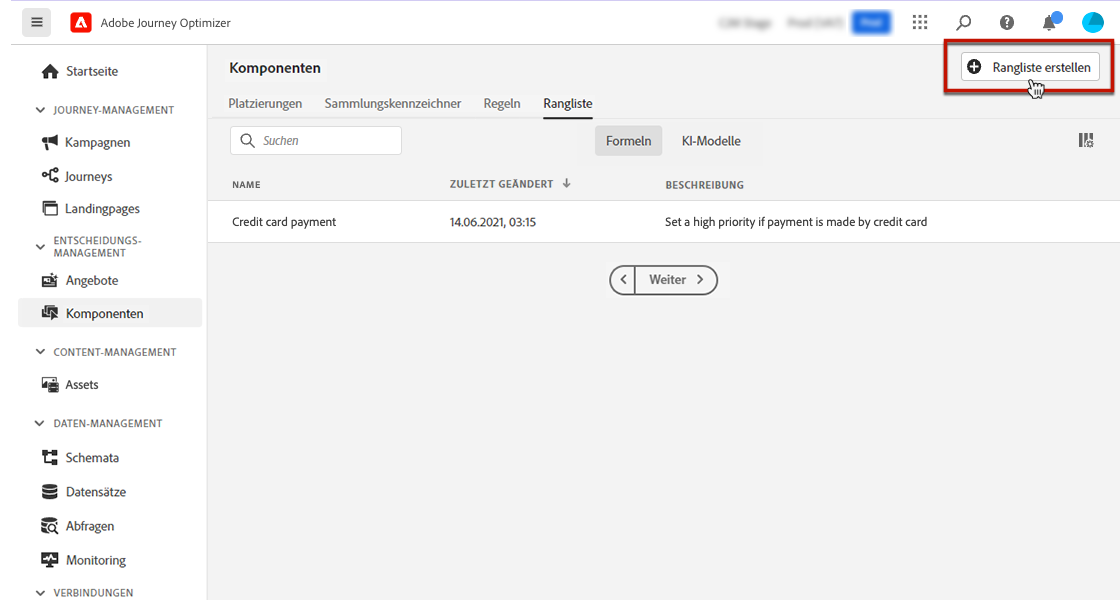 Adobe Journey Optimizer
Startseite
JOURNEY-MANAGEMENT
Kampagnen
Journeys
Landingpages
ENTSCHEIDUNGS-
MANAGEMENT
Angebote
Komponenten
CONTENT-MANAGEMENT
Assets
DATEN-MANAGEMENT
Schemata
Datensätze
Abfragen
Monitoring
VERBINDUNGEN
Komponenten
Rangliste erstellen
Platzierungen Sammlungskennzeichner Regeln Rangliste
Suchen
Formeln KI-Modelle
NAME ZULETZT GEÄNDERT BESCHREIBUNG
Credit card payment 14.06.2021, 03:15 Set a high priority if payment is made by credit card
Weiter